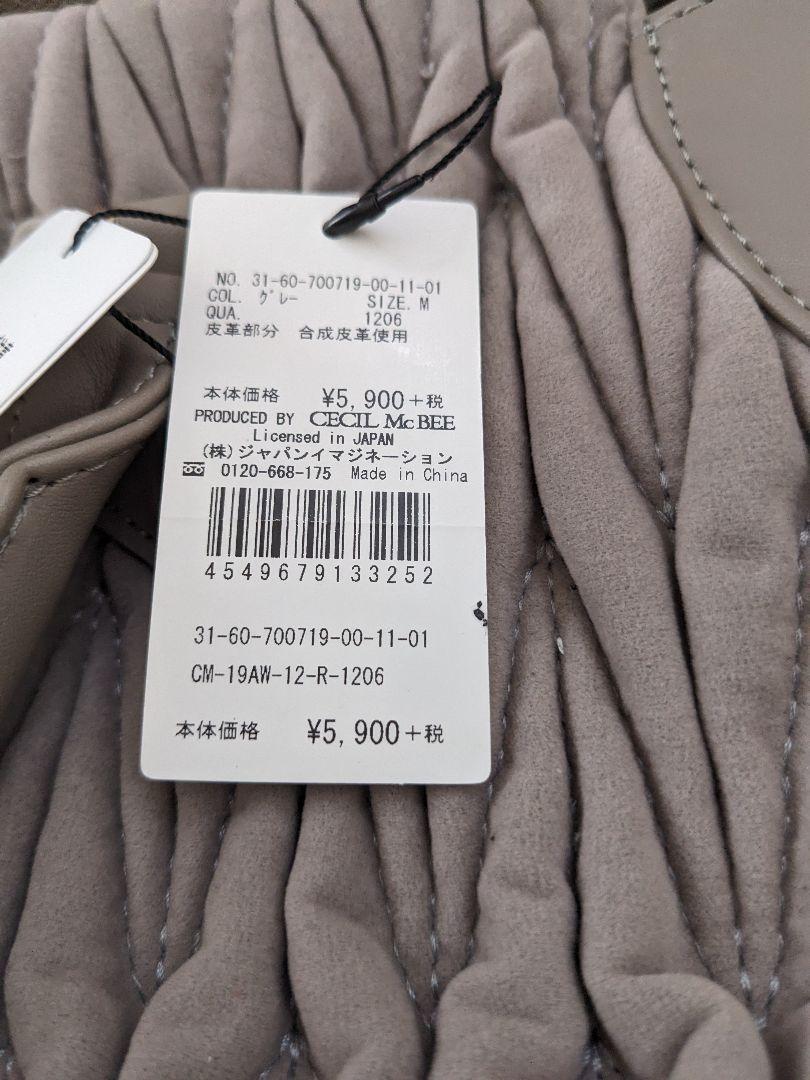 NO. 31-60-700719-00-11-01
COL. グレー SIZE. M
QUA. 1206
皮革部分 合成皮革使用
本体価格 ¥5,900+税
PRODUCED BY CECIL McBEE
Licensed in JAPAN
(株)ジャパンイマジネーション
0120-668-175 Made in China
4549679133252
31-60-700719-00-11-01
CM-19AW-12-R-1206
本体価格 ¥5,900+税